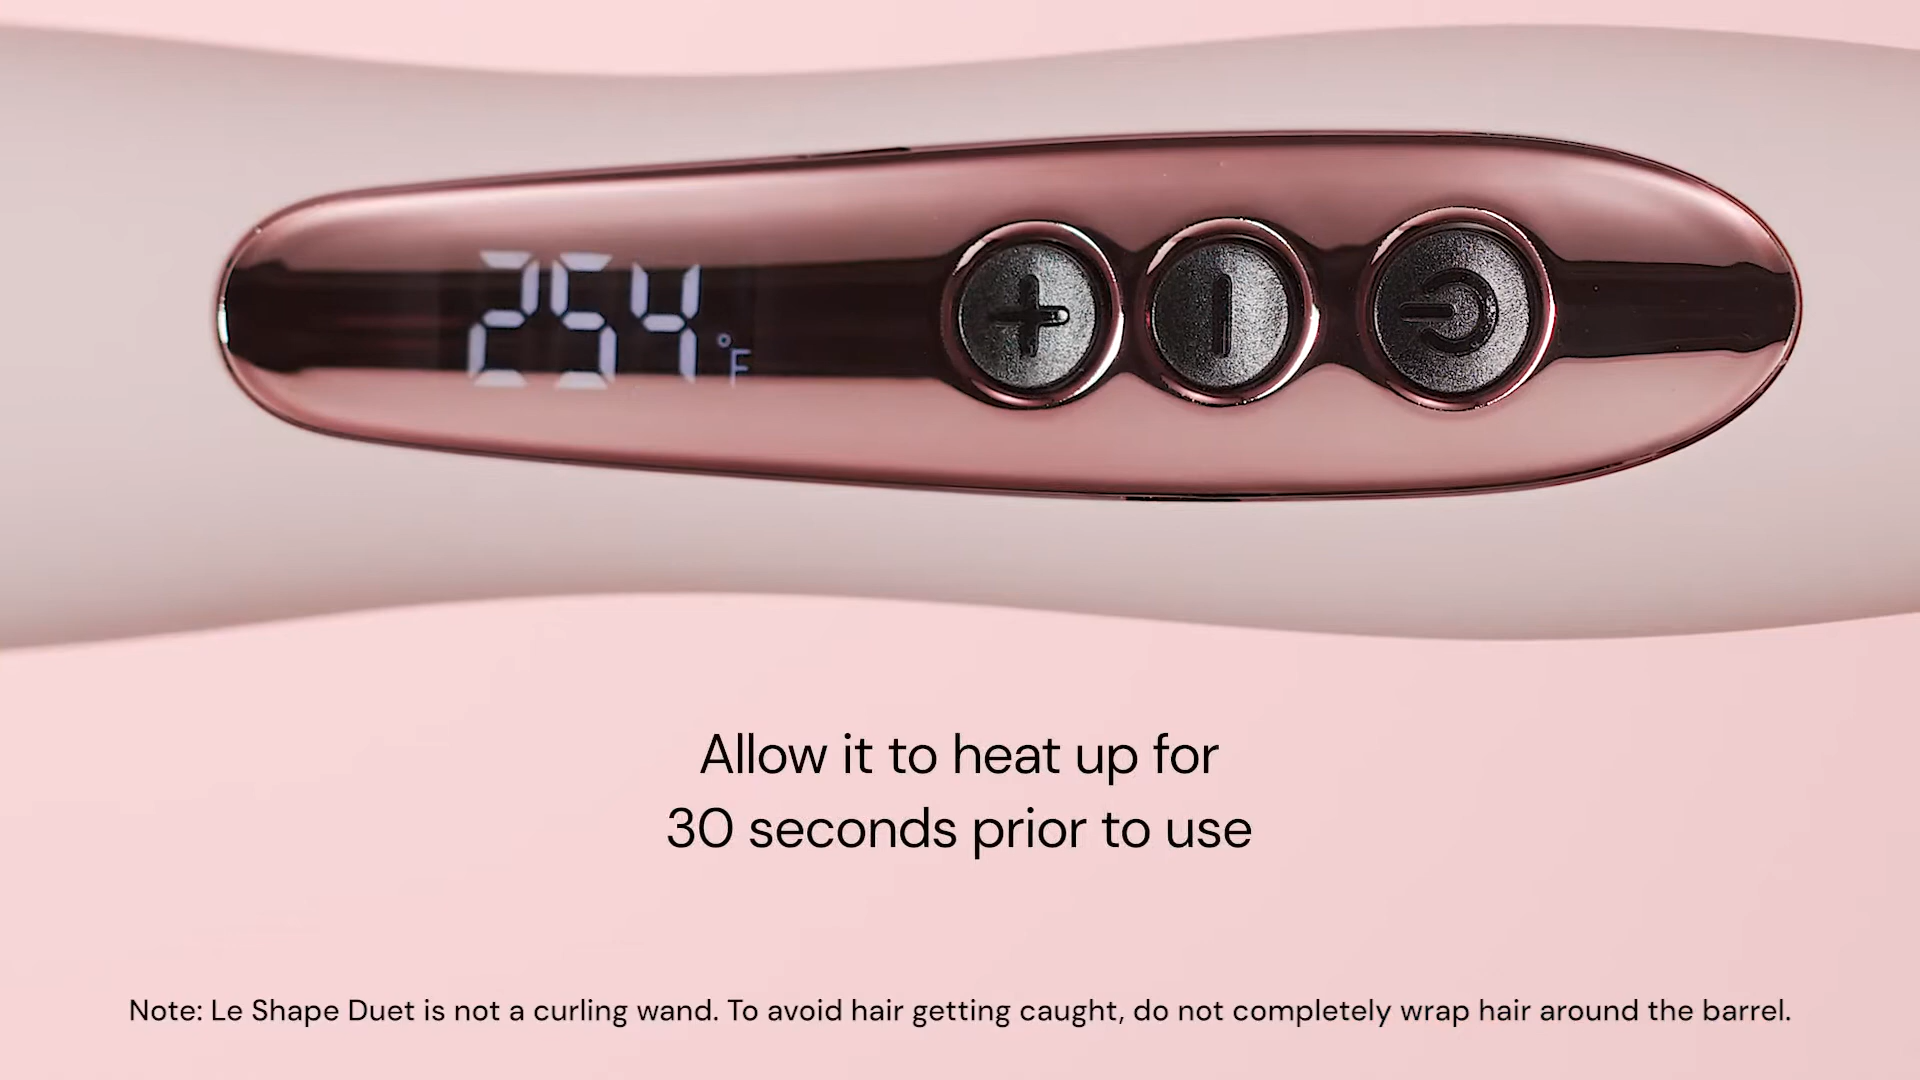 254 °F
Allow it to heat up for
30 seconds prior to use
Note: Le Shape Duet is not a curling wand. To avoid hair getting caught, do not completely wrap hair around the barrel.